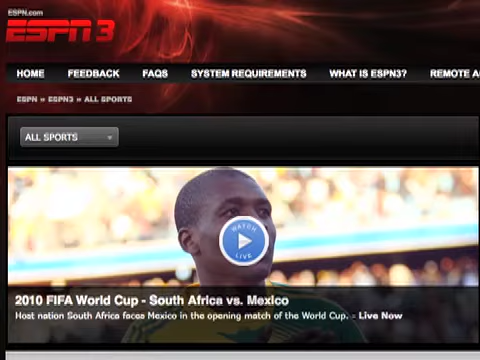 ESPN.com
ESPN 3
HOME FEEDBACK FAQS SYSTEM REQUIREMENTS WHAT IS ESPN3? REMOTE A
ESPN » ESPN3 » ALL SPORTS
ALL SPORTS
WATCH
LIVE
2010 FIFA World Cup - South Africa vs. Mexico
Host nation South Africa faces Mexico in the opening match of the World Cup. - Live Now